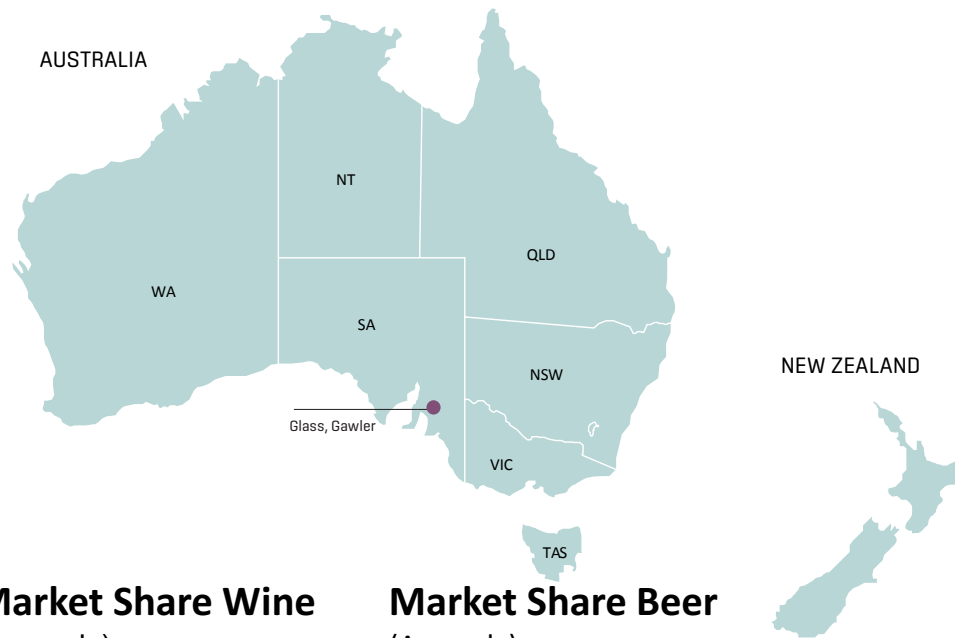 AUSTRALIA
NT
QLD
WA
SA
NSW
NEW ZEALAND
Glass, Gawler
VIC
TAS
Market Share Wine
Market Share Beer